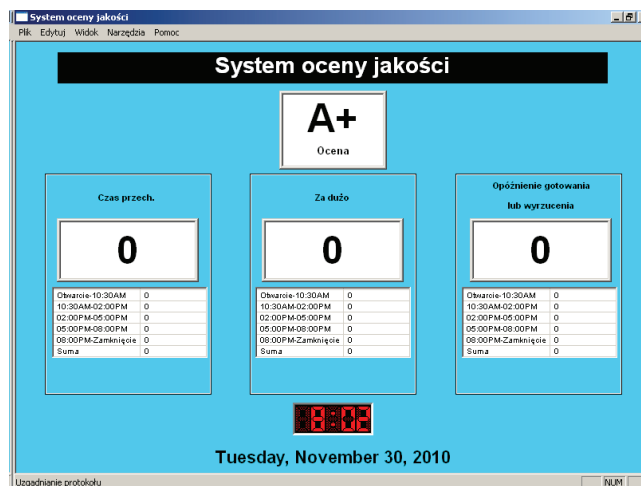 System oceny jakości
Plik Edytuj Widok Narzędzia Pomoc
System oceny jakości
A+
Ocena
Czas przech.
0
Otwarcie-10:30AM 0
10:30AM-02:00PM 0
02:00PM-05:00PM 0
05:00PM-08:00PM 0
08:00PM-Zamknięcie 0
Suma 0
Za dużo
0
Otwarcie-10:30AM 0
10:30AM-02:00PM 0
02:00PM-05:00PM 0
05:00PM-08:00PM 0
08:00PM-Zamknięcie 0
Suma 0
Opóźnienie gotowania
lub wyrzucenia
0
Otwarcie-10:30AM 0
10:30AM-02:00PM 0
02:00PM-05:00PM 0
05:00PM-08:00PM 0
08:00PM-Zamknięcie 0
Suma 0
8:02
Tuesday, November 30, 2010
Uzgadnianie protokołu NUM